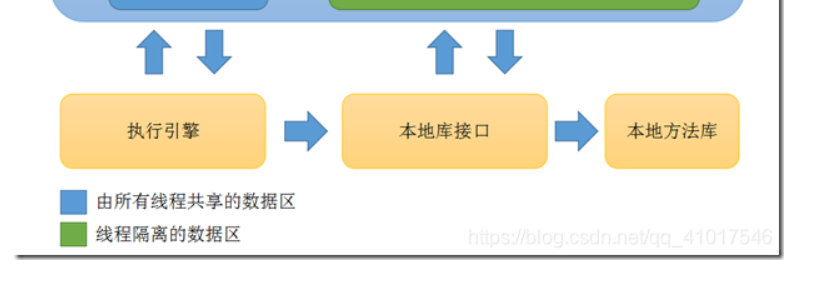 执行引擎
本地库接口
本地方法库
由所有线程共享的数据区
线程隔离的数据区
https://blog.csdn.net/qq_41017546